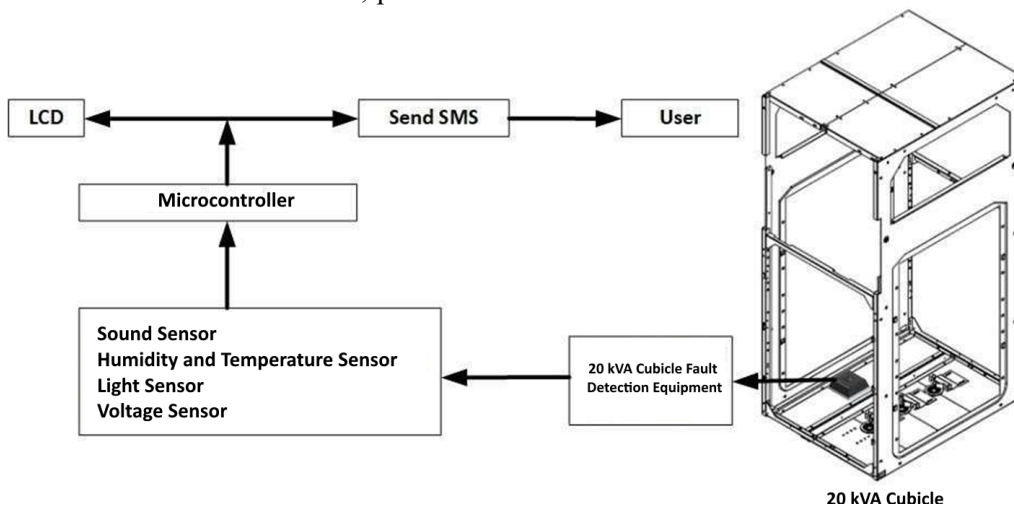 LCD
Send SMS
User
Microcontroller
Sound Sensor
Humidity and Temperature Sensor
Light Sensor
Voltage Sensor
20 kVA Cubicle Fault
Detection Equipment
20 kVA Cubicle